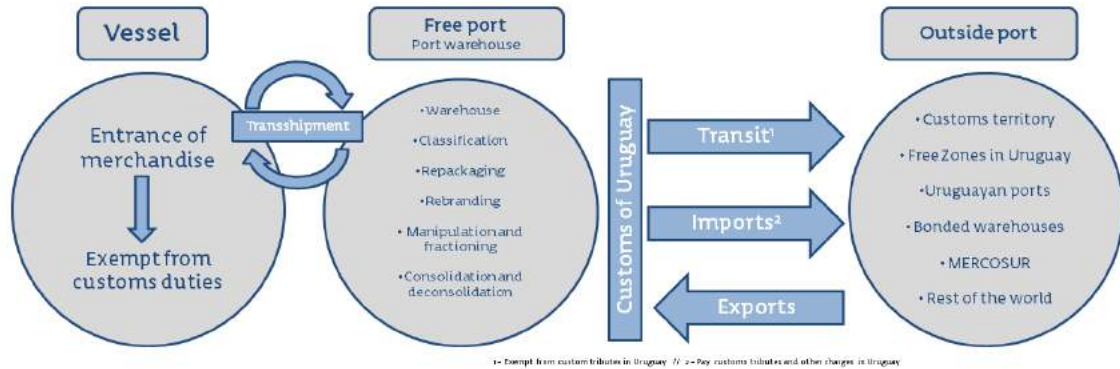 Vessel
Entrance of
merchandise
Exempt from
customs duties
Transshipment
Free port
Port warehouse
•Warehouse
•Classification
•Repackaging
•Rebranding
• Manipulation and
fractioning
•Consolidation and
deconsolidation
Customs of Uruguay
Transit¹
Imports²
Exports
Outside port
• Customs territory
•Free Zones in Uruguay
•Uruguayan ports
• Bonded warehouses
• MERCOSUR
• Rest of the world
1- Exempt from custom tributes in Uruguay // 2- Pay customs tributes and other charges in Uruguay